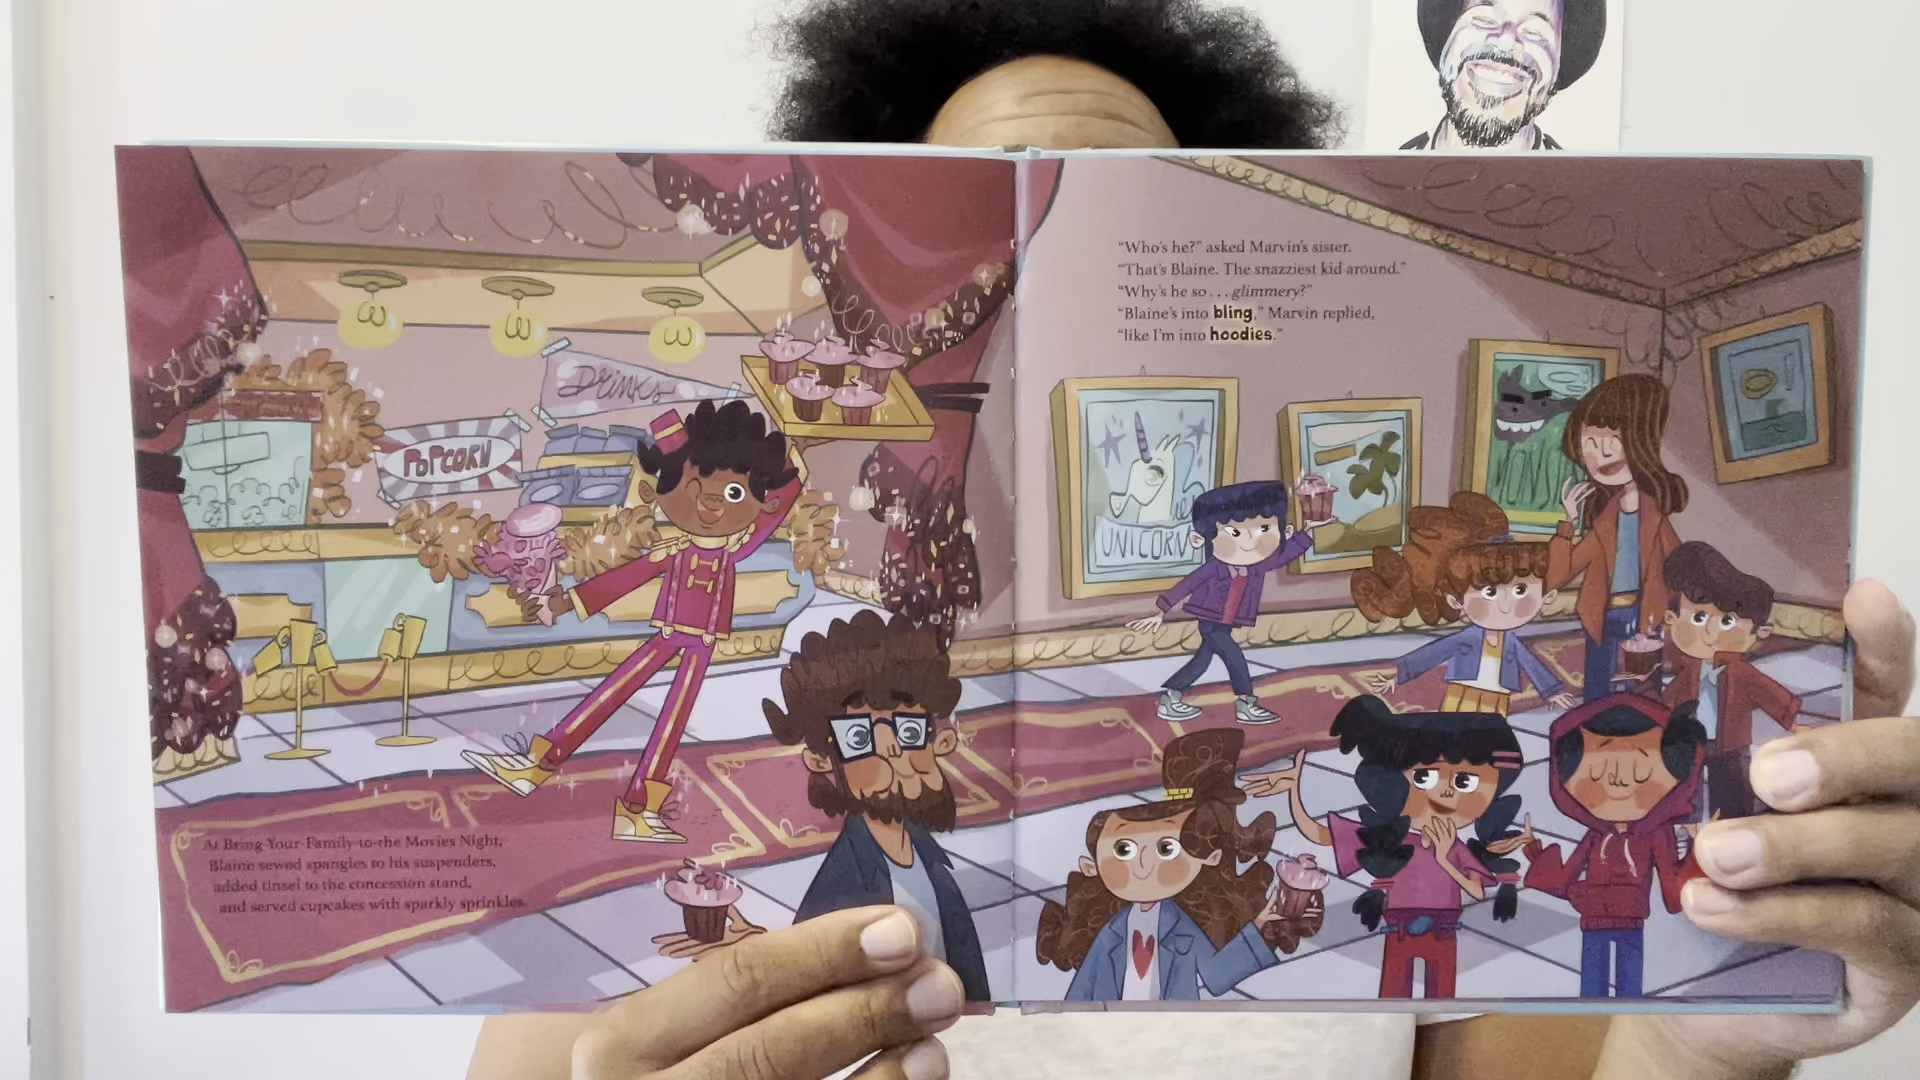 Drinks
POPCORN
At Bring-Your-Family-to-the Movies Night,
Blaine sewed spangles to his suspenders,
added tinsel to the concession stand,
and served cupcakes with sparkly sprinkles.
“Who’s he?” asked Marvin’s sister.
“That’s Blaine. The snazziest kid around.”
“Why’s he so . . . glimmery?”
“Blaine’s into bling,” Marvin replied,
“like I’m into hoodies.”
UNICORN